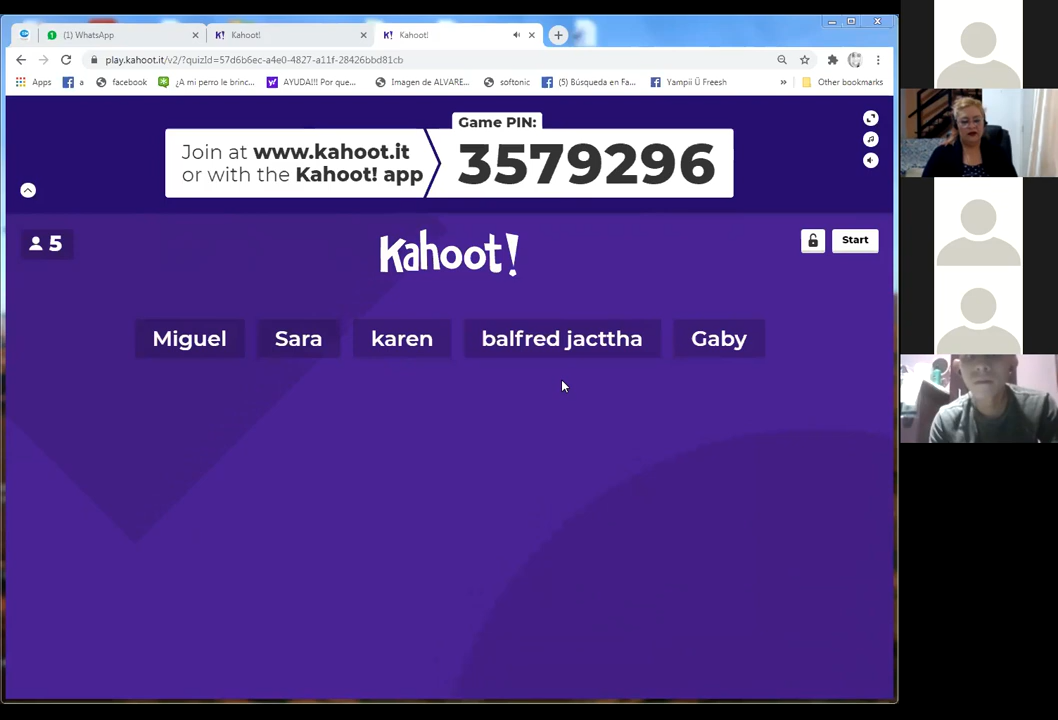 (1) WhatsApp
Kahoot!
Kahoot!
play.kahoot.it/v2/?quizId=57d6b6ec-a4e0-4827-a11f-28426bbd81cb
Apps
a
facebook
¿A mi perro le brinc...
AYUDA!!! Por que...
Imagen de ALVARE...
softonic
(5) Búsqueda en Fa...
Yampii Ü Freesh
»
Other bookmarks
Game PIN:
Join at www.kahoot.it
or with the Kahoot! app
3579296
5
Kahoot!
Start
Miguel
Sara
karen
balfred jacttha
Gaby